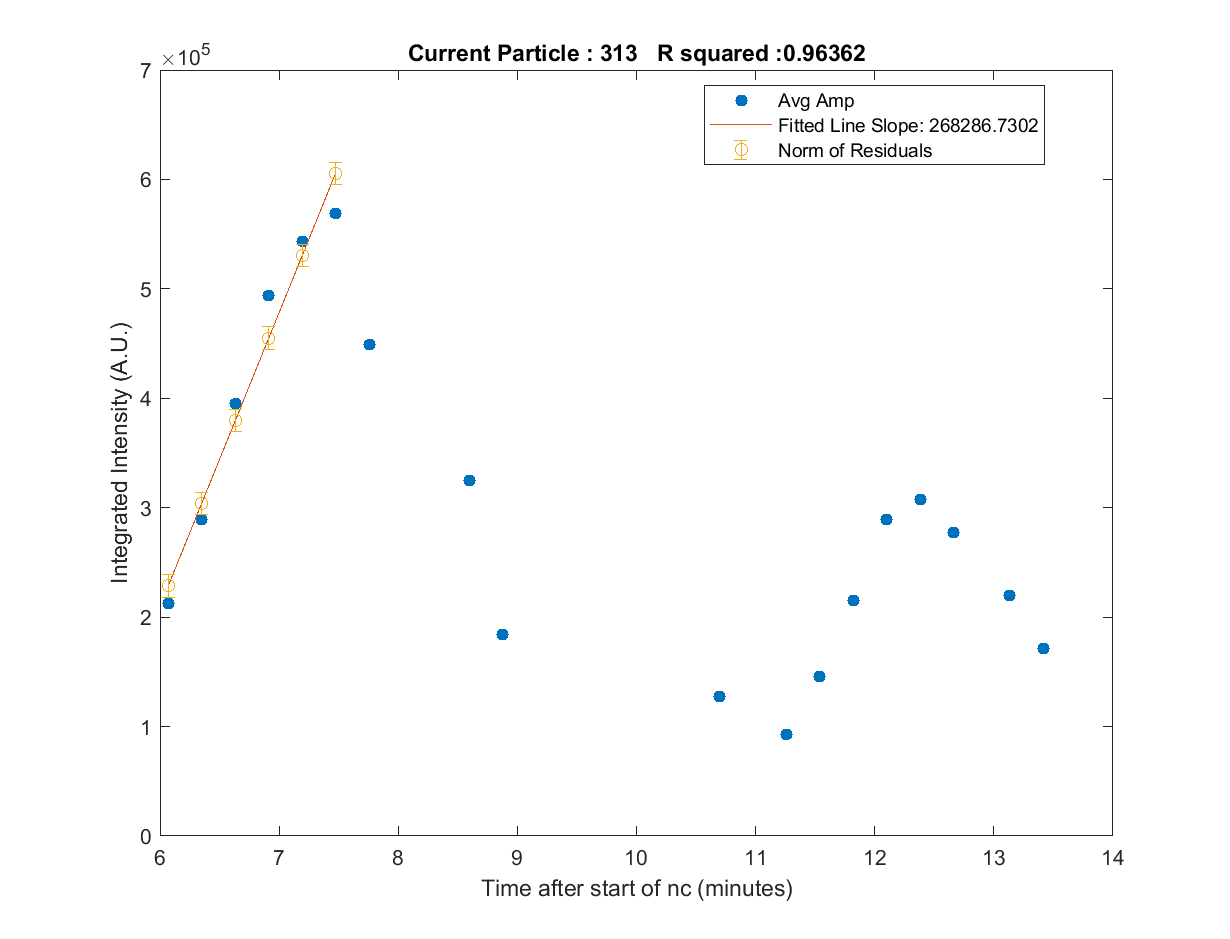 Current Particle : 313 R squared :0.96362
×10^5
Avg Amp
Fitted Line Slope: 268286.7302
Norm of Residuals
7
6
5
4
3
2
1
0
Integrated Intensity (A.U.)
6 7 8 9 10 11 12 13 14
Time after start of nc (minutes)